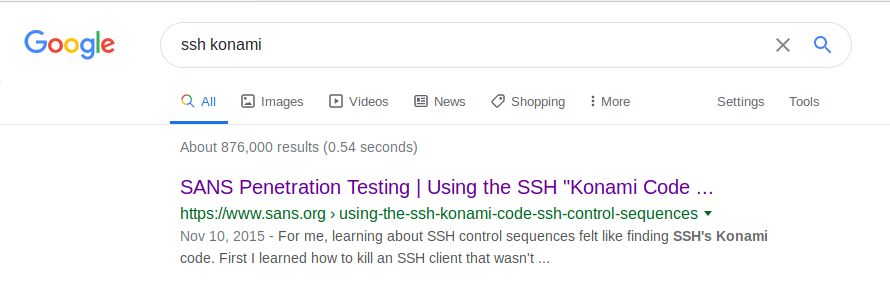 Google
ssh konami
All Images Videos News Shopping More Settings Tools
About 876,000 results (0.54 seconds)
SANS Penetration Testing | Using the SSH "Konami Code ...
https://www.sans.org › using-the-ssh-konami-code-ssh-control-sequences
Nov 10, 2015 - For me, learning about SSH control sequences felt like finding SSH's Konami
code. First I learned how to kill an SSH client that wasn't ...